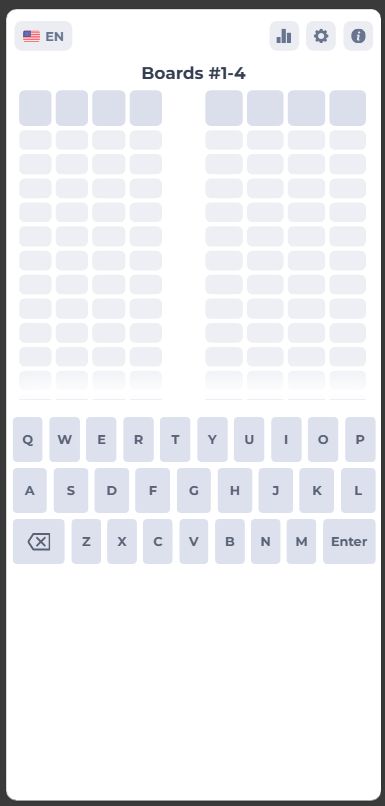 EN
Boards #1-4
Q W E R T Y U I O P
A S D F G H J K L
Z X C V B N M Enter